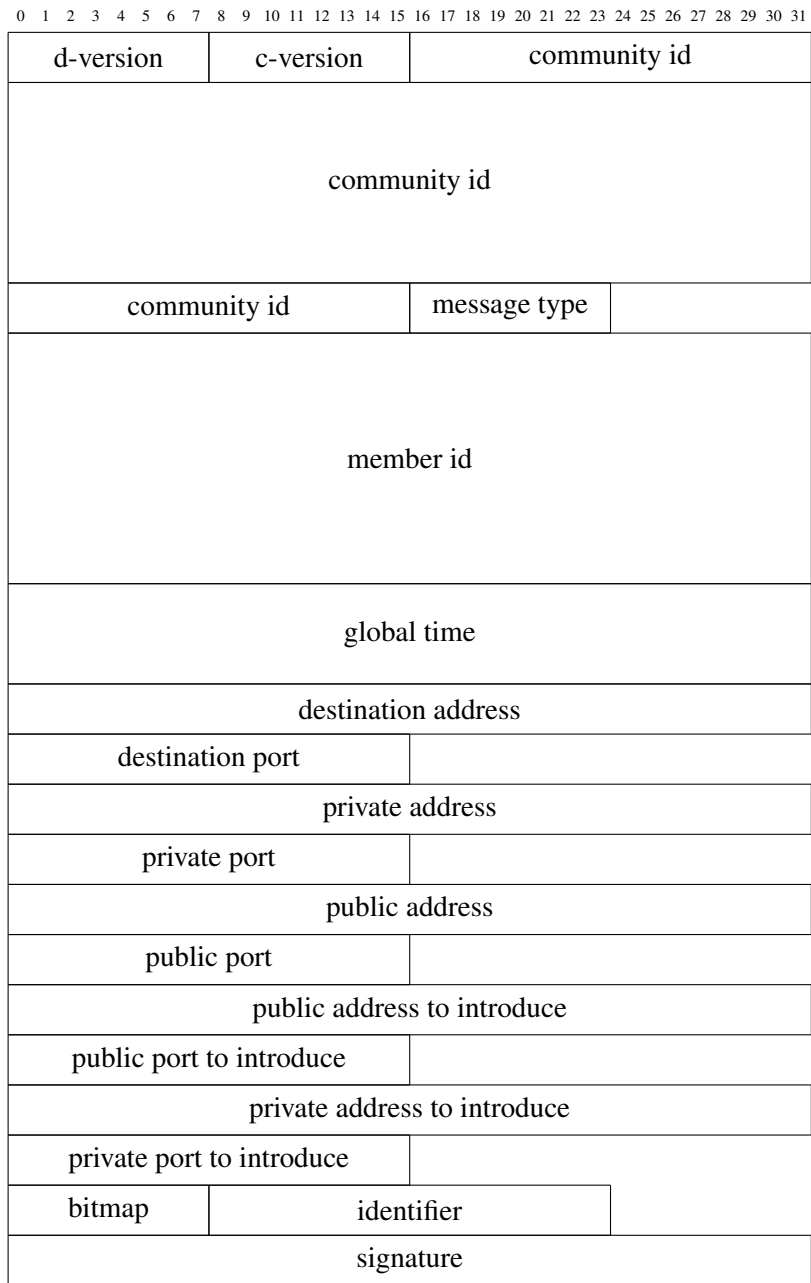 0 1 2 3 4 5 6 7 8 9 10 11 12 13 14 15 16 17 18 19 20 21 22 23 24 25 26 27 28 29 30 31
d-version c-version community id
community id
community id message type
member id
global time
destination address
destination port
private address
private port
public address
public port
public address to introduce
public port to introduce
private address to introduce
private port to introduce
bitmap identifier
signature